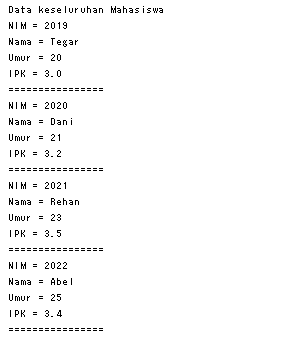 Data keseluruhan Mahasiswa
NIM = 2019
Nama = Tegar
Umur = 20
IPK = 3.0
================
NIM = 2020
Nama = Dani
Umur = 21
IPK = 3.2
================
NIM = 2021
Nama = Rehan
Umur = 23
IPK = 3.5
================
NIM = 2022
Nama = Abel
Umur = 25
IPK = 3.4
================